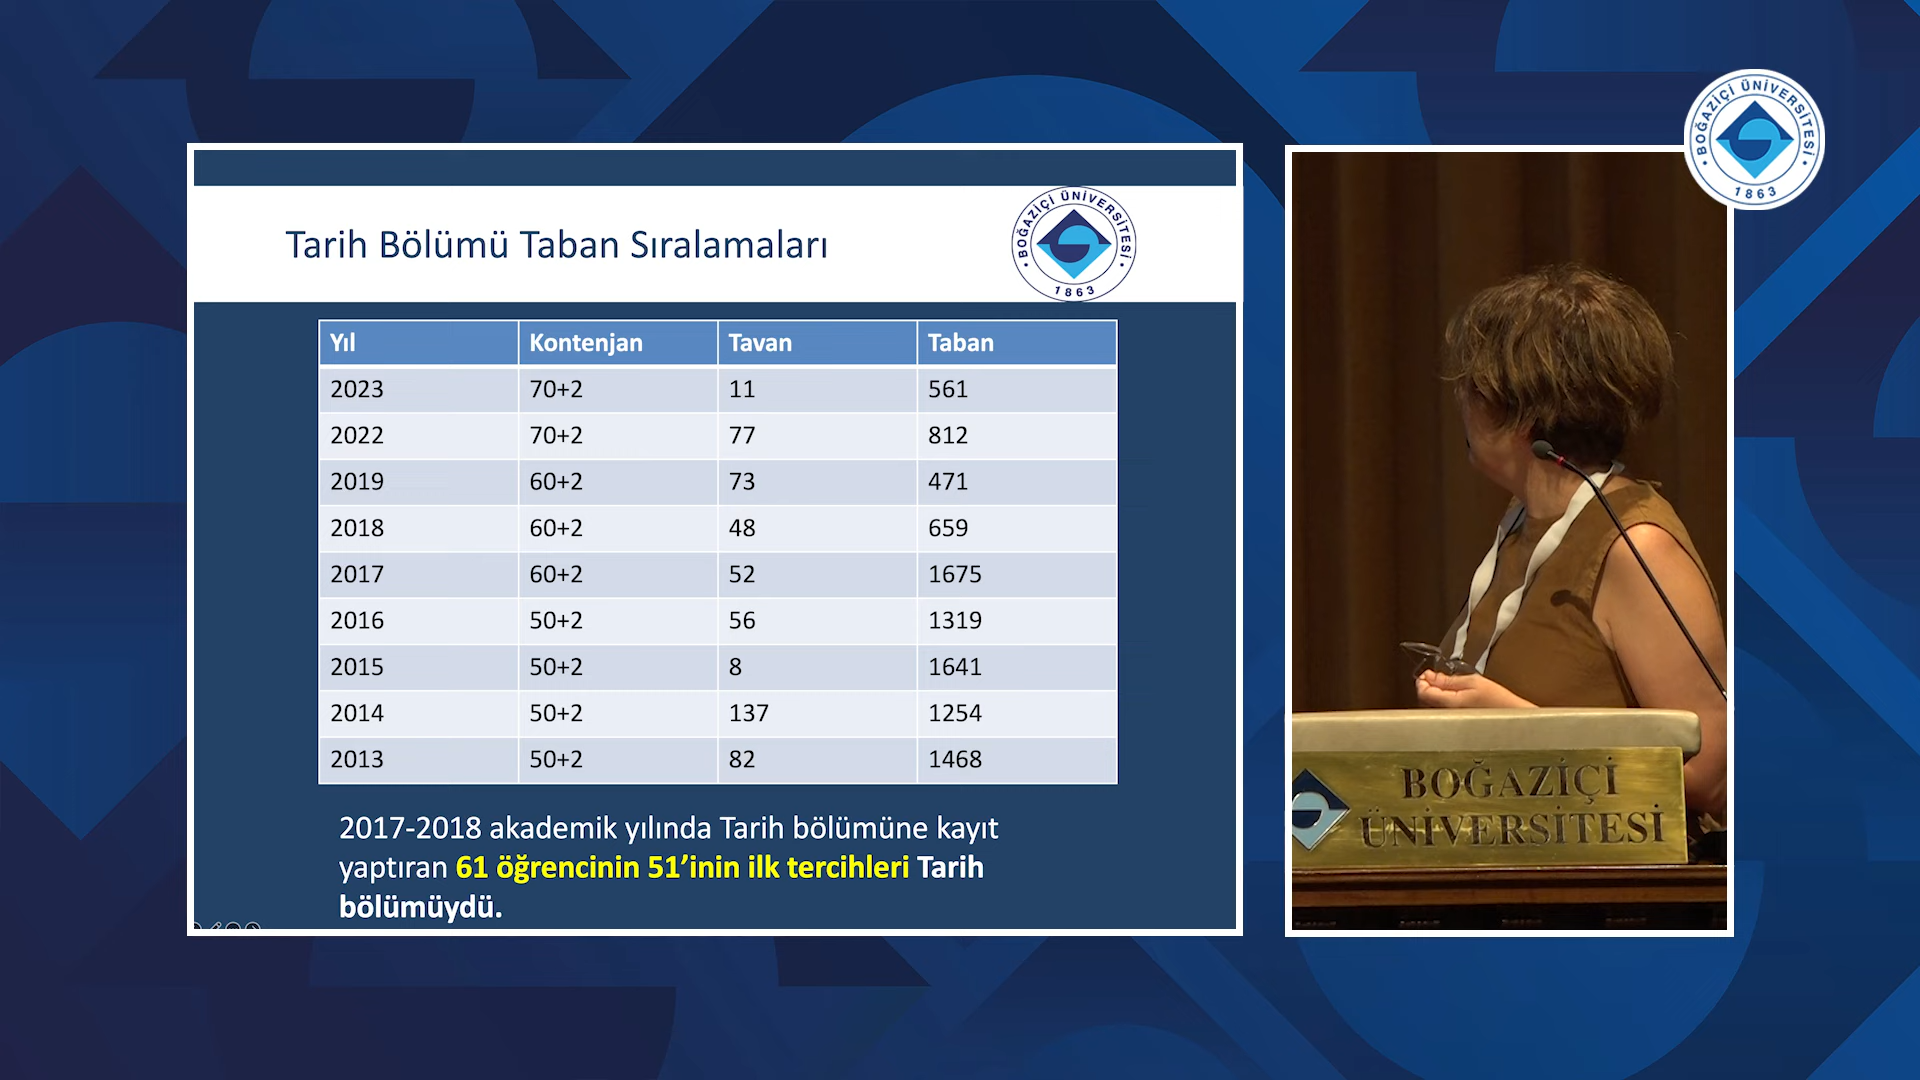 BOĞAZİÇİ ÜNİVERSİTESİ
1863
Tarih Bölümü Taban Sıralamaları
BOĞAZİÇİ ÜNİVERSİTESİ
1863
Yıl Kontenjan Tavan Taban
2023 70+2 11 561
2022 70+2 77 812
2019 60+2 73 471
2018 60+2 48 659
2017 60+2 52 1675
2016 50+2 56 1319
2015 50+2 8 1641
2014 50+2 137 1254
2013 50+2 82 1468
2017-2018 akademik yılında Tarih bölümüne kayıt
yaptıran 61 öğrencinin 51’inin ilk tercihleri Tarih
bölümüydü.
BOĞAZİÇİ
ÜNİVERSİTESİ